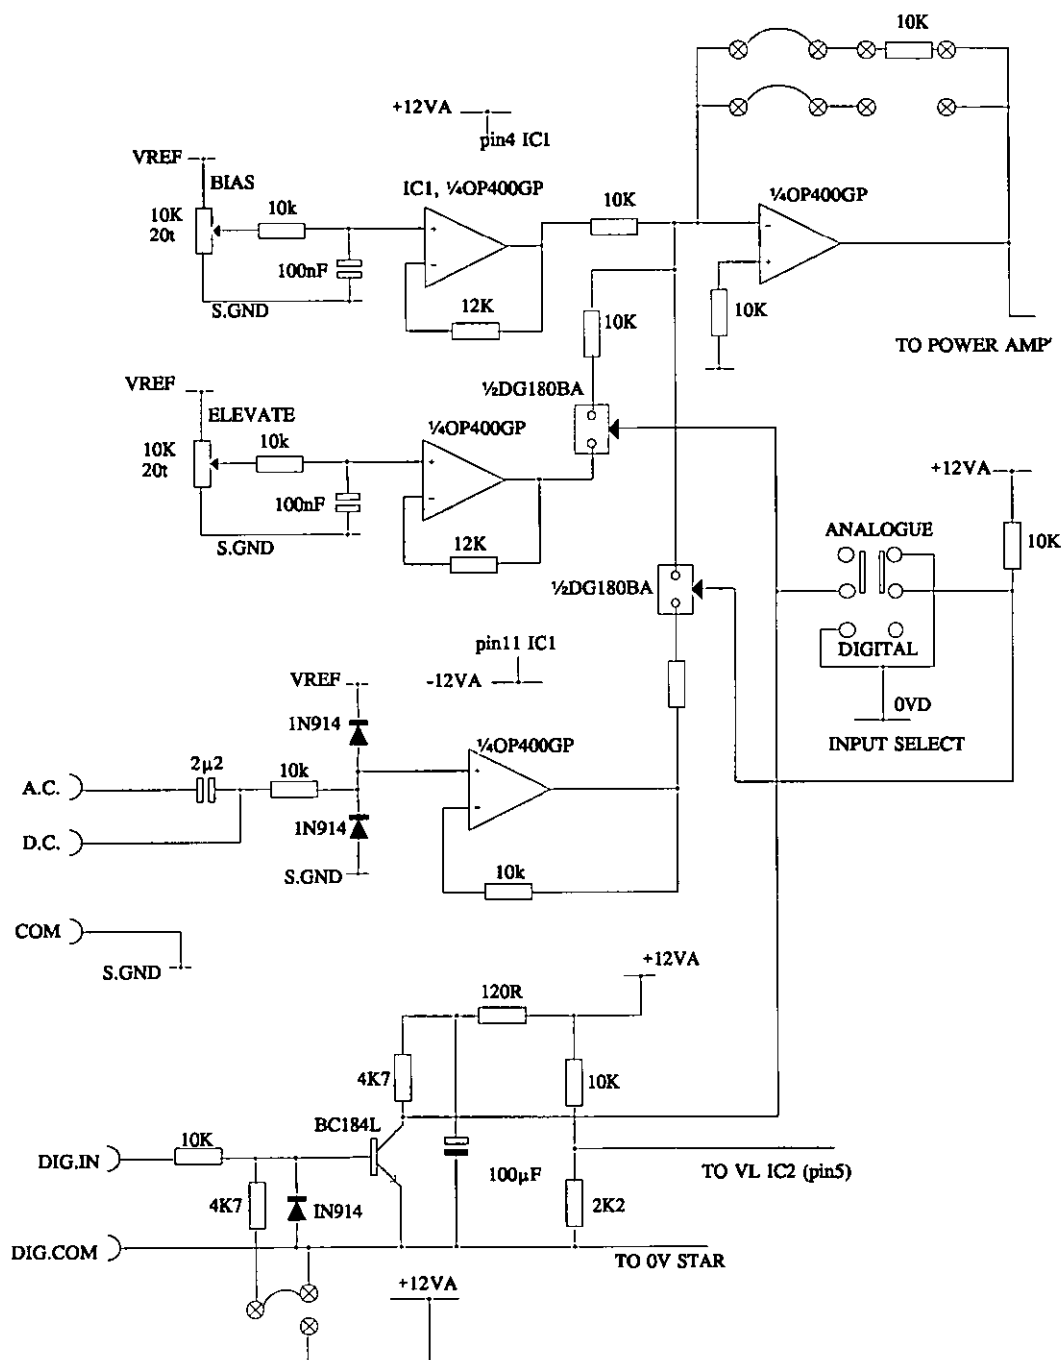 10K
+12VA
pin4 IC1
VREF
BIAS
10K
20t
10k
100nF
S.GND
IC1, ¼OP400GP
+
−
12K
10K
¼OP400GP
−
+
10K
10K
TO POWER AMP'
½DG180BA
VREF
ELEVATE
10K
20t
10k
100nF
S.GND
¼OP400GP
+
−
12K
+12VA
10K
ANALOGUE
DIGITAL
0VD
INPUT SELECT
½DG180BA
pin11 IC1
-12VA
VREF
1N914
¼OP400GP
+
−
2µ2
A.C.
10k
D.C.
1N914
S.GND
10k
COM
S.GND
+12VA
120R
4K7
10K
BC184L
10K
DIG.IN
100µF
TO VL IC2 (pin5)
4K7
IN914
2K2
DIG.COM
TO 0V STAR
+12VA